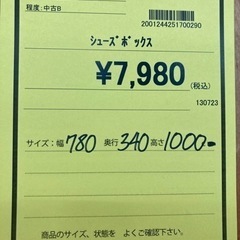 程度:中古B
2001244251700290
ｼｭｰｽﾞﾎﾞｯｸｽ
¥7,980
(税込)
130723
サイズ:幅 780 奥行 340 高さ 1000-
商品のサイズ、状態を よくご確認下さい。